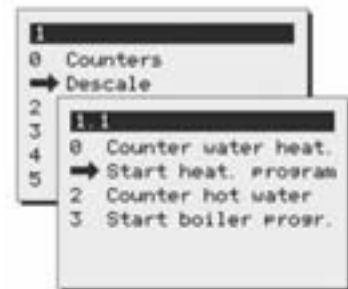 1
0 Counters
➡ Descale
2
3
4
5
1.1
0 Counter water heat.
➡ Start heat. program
2 Counter hot water
3 Start boiler progr.